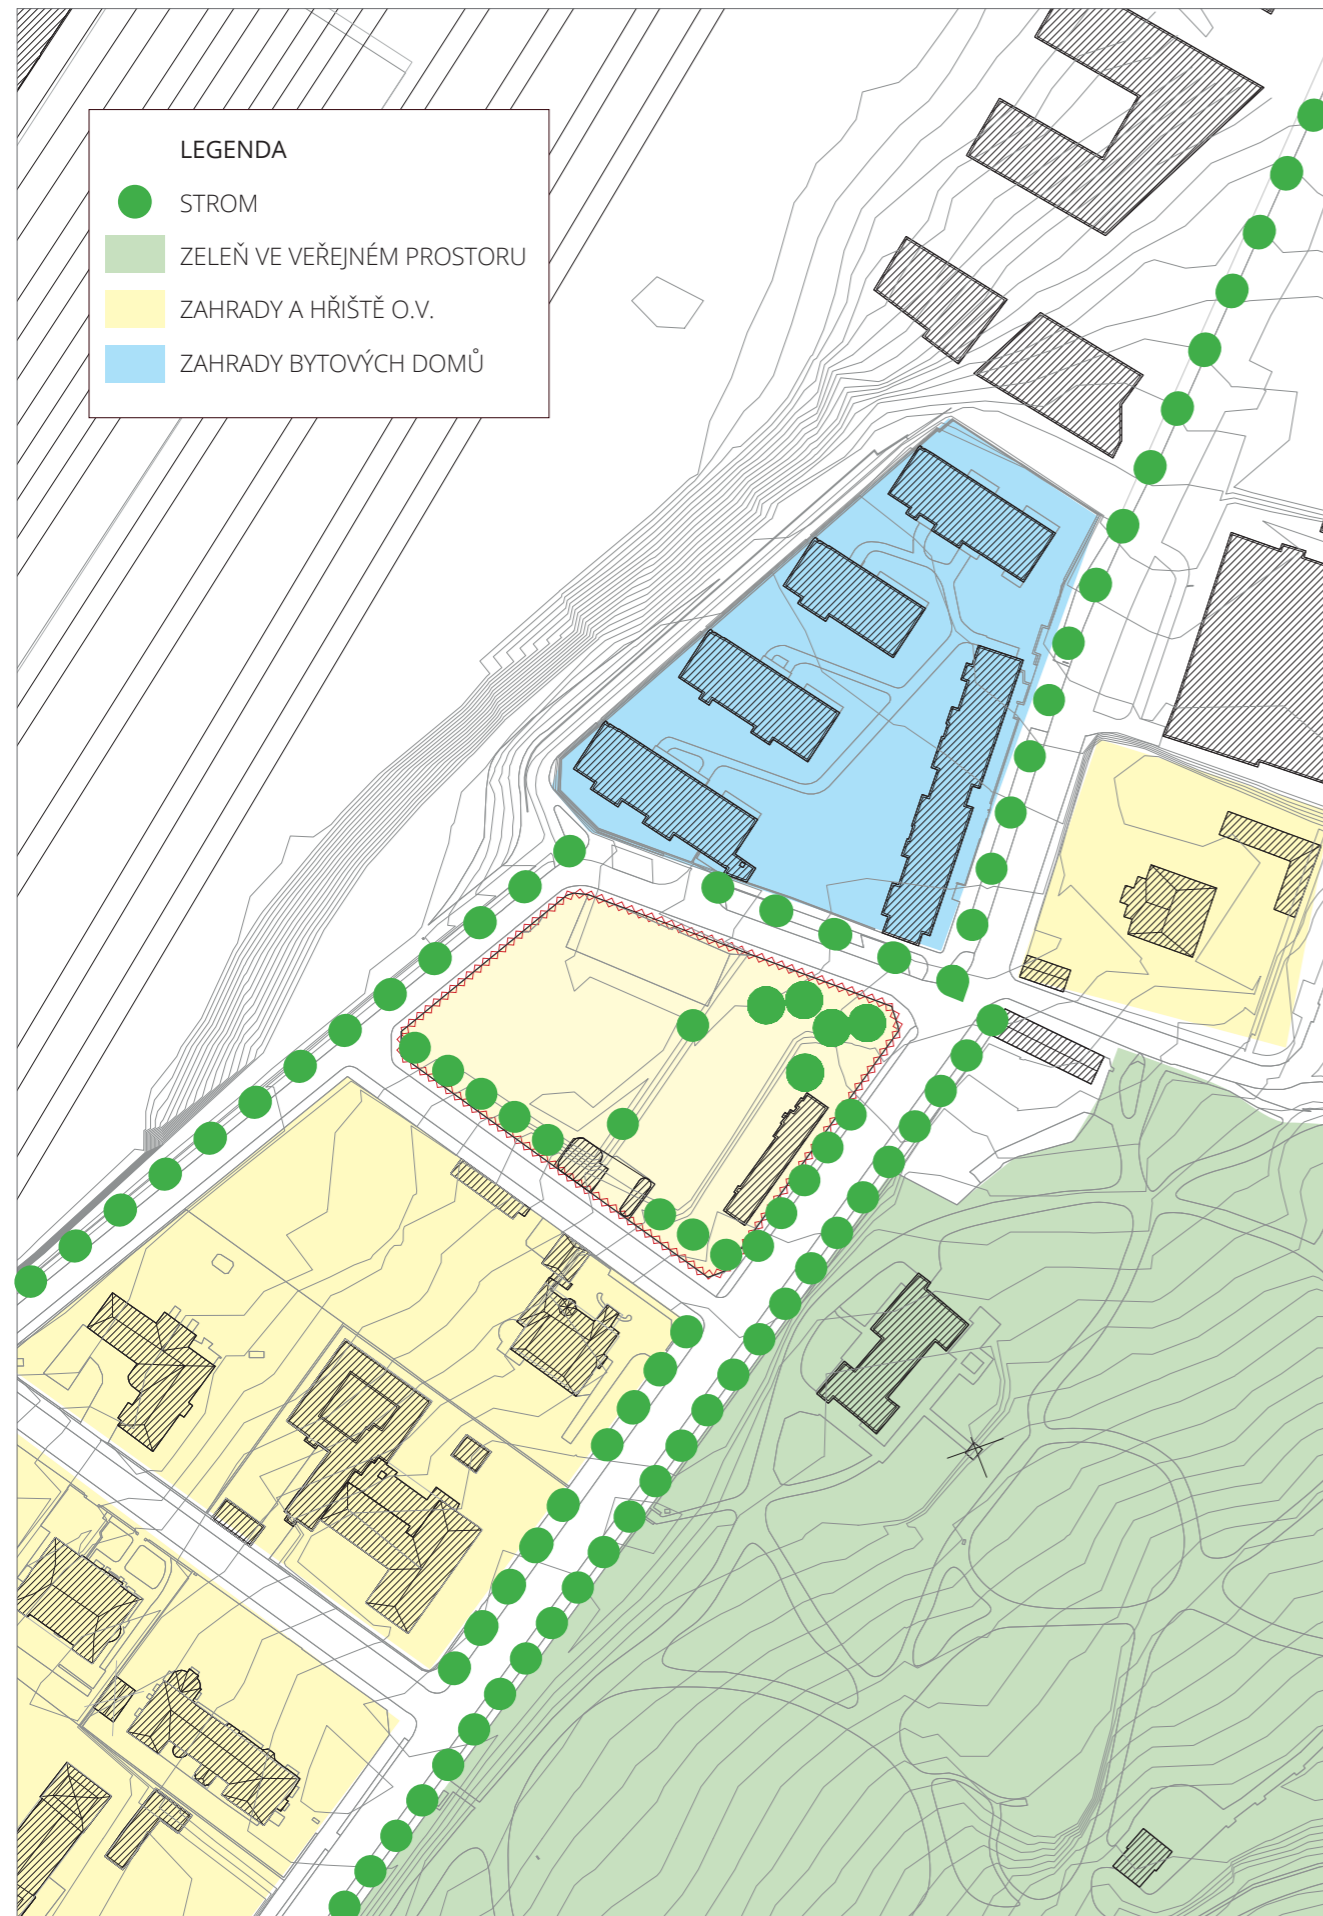 LEGENDA
STROM
ZELEŇ VE VEŘEJNÉM PROSTORU
ZAHRADY A HŘIŠTĚ O.V.
ZAHRADY BYTOVÝCH DOMŮ